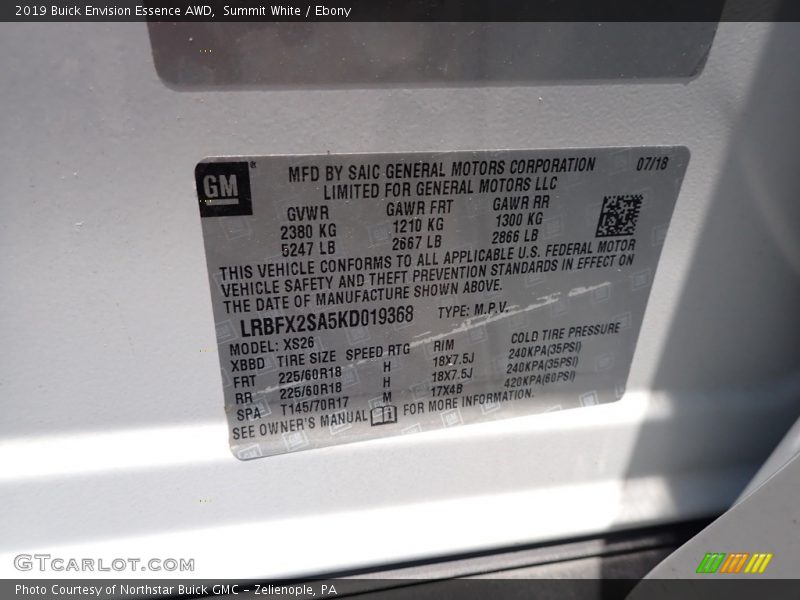 2019 Buick Envision Essence AWD,  Summit White / Ebony
GM®
MFD BY SAIC GENERAL MOTORS CORPORATION 07/18
LIMITED FOR GENERAL MOTORS LLC
GVWR GAWR FRT GAWR RR
2380 KG 1210 KG 1300 KG
5247 LB 2667 LB 2866 LB
THIS VEHICLE CONFORMS TO ALL APPLICABLE U.S. FEDERAL MOTOR
VEHICLE SAFETY AND THEFT PREVENTION STANDARDS IN EFFECT ON
THE DATE OF MANUFACTURE SHOWN ABOVE.
LRBFX2SA5KD019368 TYPE: M.P.V.
MODEL: XS26
XBBD TIRE SIZE SPEED RTG RIM COLD TIRE PRESSURE
FRT 225/60R18 H 18X7.5J 240KPA(35PSI)
RR 225/60R18 H 18X7.5J 240KPA(35PSI)
SPA T145/70R17 M 17X4B 420KPA(60PSI)
SEE OWNER'S MANUAL FOR MORE INFORMATION.
GTCARLOT.COM
Photo Courtesy of Northstar Buick GMC - Zelienople, PA